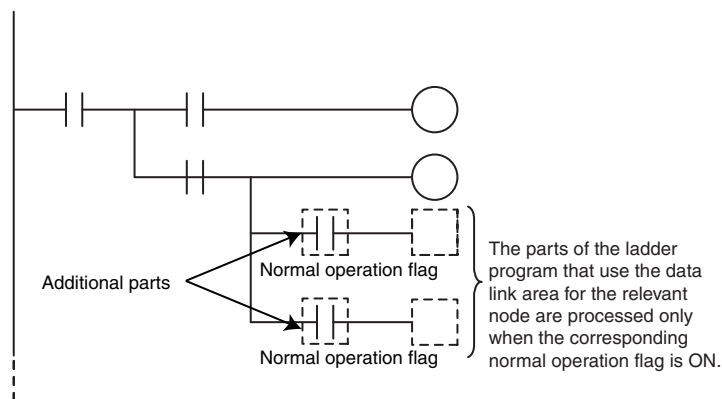 Normal operation flag
Additional parts
Normal operation flag
The parts of the ladder
program that use the data
link area for the relevant
node are processed only
when the corresponding
normal operation flag is ON.